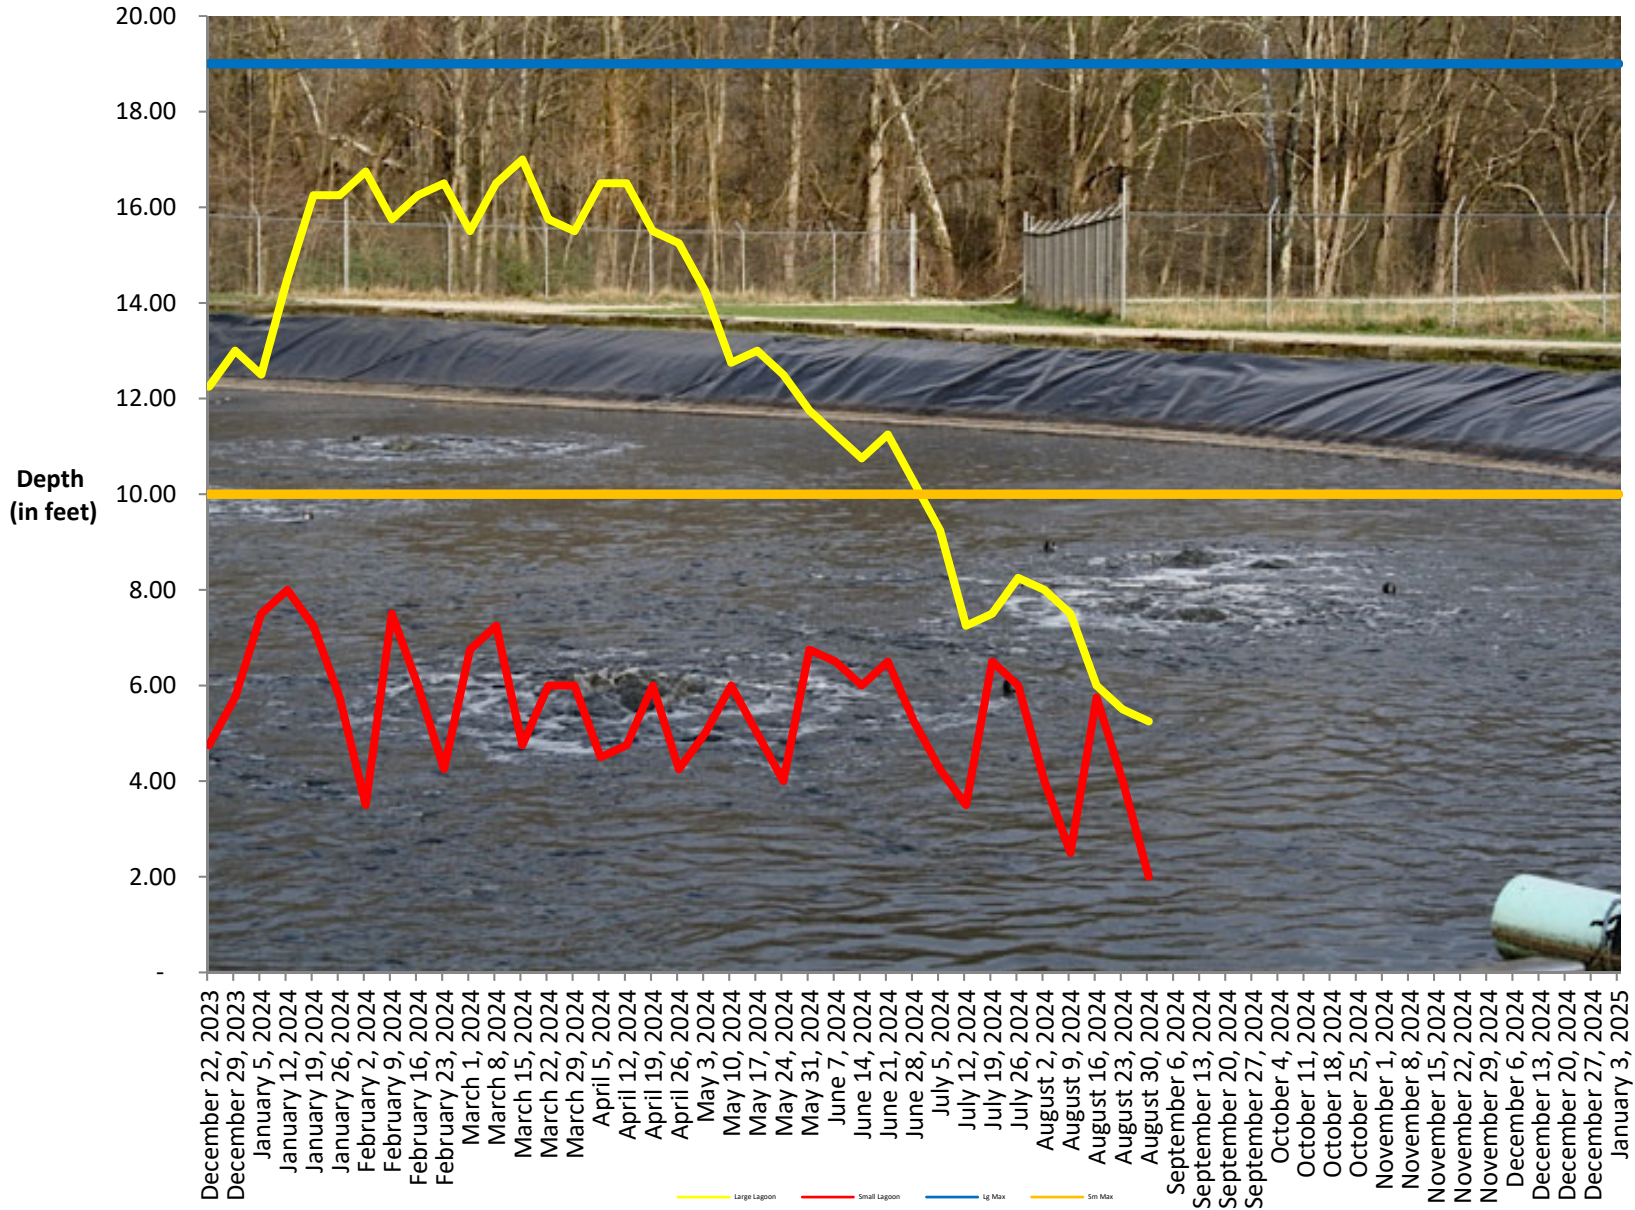 20.00
18.00
16.00
14.00
12.00
10.00
8.00
6.00
4.00
2.00
-
Depth
(in feet)
December 22, 2023
December 29, 2023
January 5, 2024
January 12, 2024
January 19, 2024
January 26, 2024
February 2, 2024
February 9, 2024
February 16, 2024
February 23, 2024
March 1, 2024
March 8, 2024
March 15, 2024
March 22, 2024
March 29, 2024
April 5, 2024
April 12, 2024
April 19, 2024
April 26, 2024
May 3, 2024
May 10, 2024
May 17, 2024
May 24, 2024
May 31, 2024
June 7, 2024
June 14, 2024
June 21, 2024
June 28, 2024
July 5, 2024
July 12, 2024
July 19, 2024
July 26, 2024
August 2, 2024
August 9, 2024
August 16, 2024
August 23, 2024
August 30, 2024
September 6, 2024
September 13, 2024
September 20, 2024
September 27, 2024
October 4, 2024
October 11, 2024
October 18, 2024
October 25, 2024
November 1, 2024
November 8, 2024
November 15, 2024
November 22, 2024
November 29, 2024
December 6, 2024
December 13, 2024
December 20, 2024
December 27, 2024
January 3, 2025
Large Lagoon
Small Lagoon
Lg Max
Sm Max